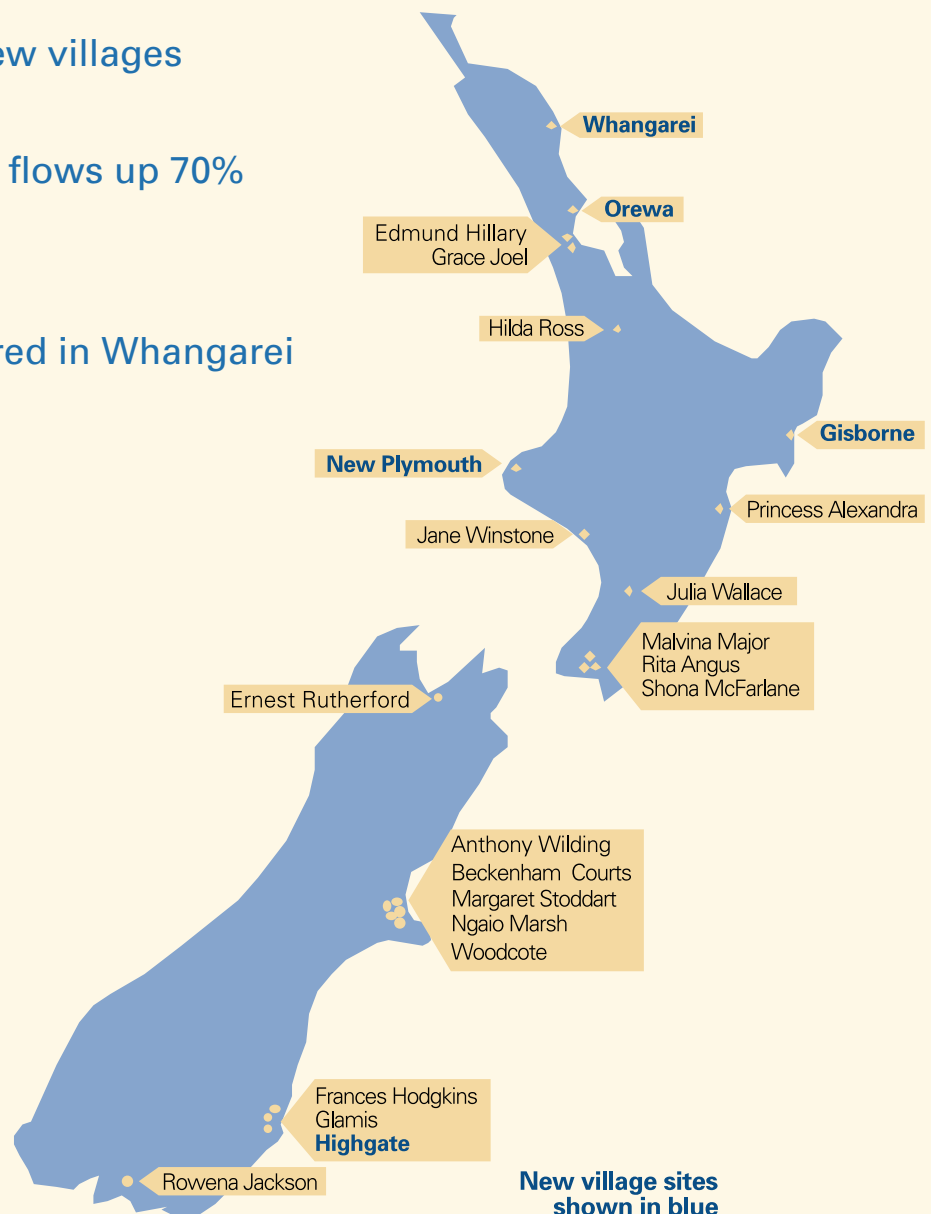 ew villages
flows up 70%
red in Whangarei
Whangarei
Orewa
Edmund Hillary
Grace Joel
Hilda Ross
Gisborne
New Plymouth
Princess Alexandra
Jane Winstone
Julia Wallace
Malvina Major
Rita Angus
Shona McFarlane
Ernest Rutherford
Anthony Wilding
Beckenham Courts
Margaret Stoddart
Ngaio Marsh
Woodcote
Frances Hodgkins
Glamis
Highgate
Rowena Jackson
New village sites
shown in blue